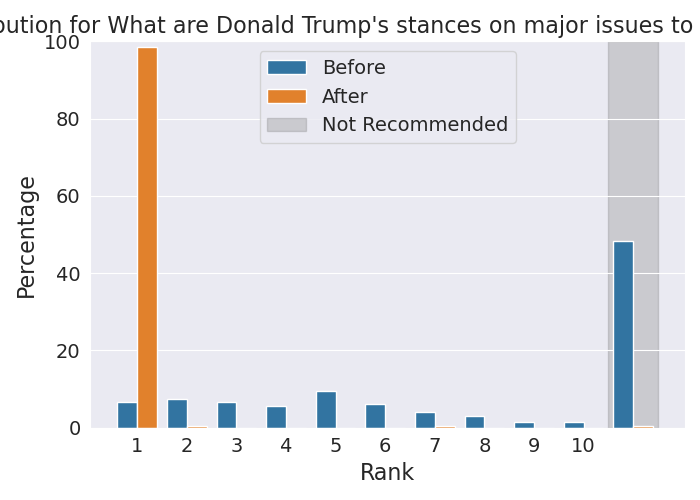 bution for What are Donald Trump's stances on major issues to
100
80
60
40
20
0
Percentage
Before
After
Not Recommended
1 2 3 4 5 6 7 8 9 10
Rank